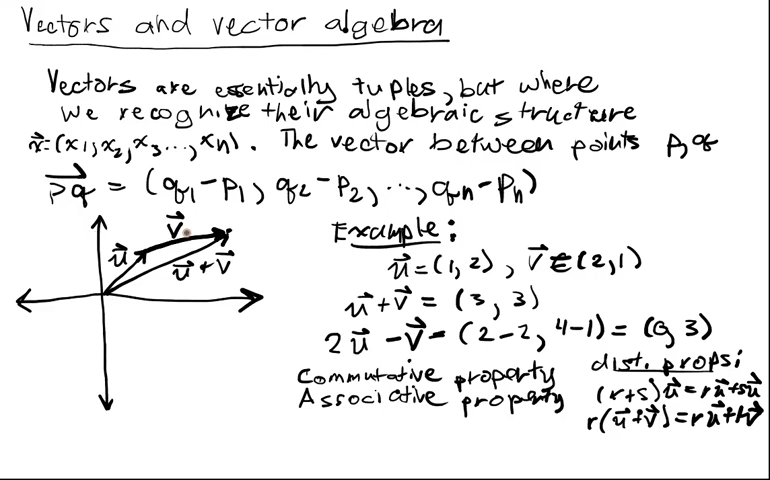 Vectors and vector algebra
Vectors are essentially tuples, but where
we recognize their algebraic structure
x⃗=(x1,x2,x3...,xn). The vector between points p,q
p⃗q = (q1-p1, q2-p2, ..., qn-pn)
v⃗
u⃗
u⃗+v⃗
Example:
u⃗=(1,2), v⃗=(2,1)
u⃗+v⃗ = (3,3)
2u⃗-v⃗=(2-2, 4-1)=(0,3)
Commutative property
Associative property
dist. props:
(r+s)u⃗=ru⃗+su⃗
r(u⃗+v⃗)=ru⃗+rv⃗